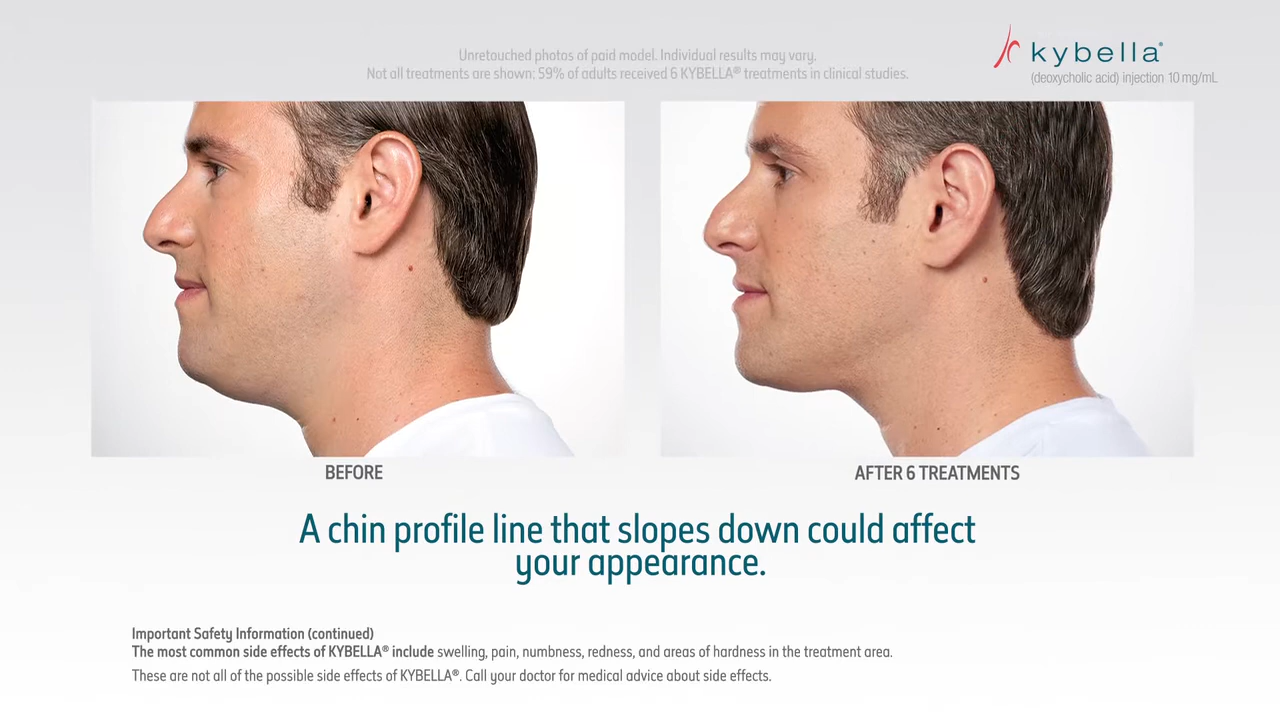 Unretouched photos of paid model. Individual results may vary.
Not all treatments are shown; 59% of adults received 6 KYBELLA® treatments in clinical studies.
kybella®
(deoxycholic acid) injection 10 mg/mL
BEFORE
AFTER 6 TREATMENTS
A chin profile line that slopes down could affect
your appearance.
Important Safety Information (continued)
The most common side effects of KYBELLA® include swelling, pain, numbness, redness, and areas of hardness in the treatment area.
These are not all of the possible side effects of KYBELLA®. Call your doctor for medical advice about side effects.